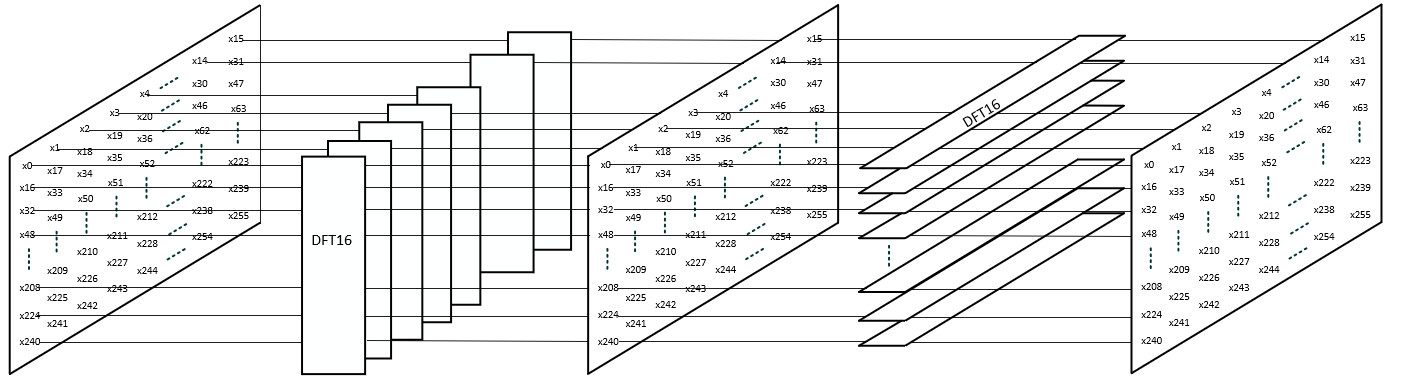 x0 x1 x2 x3 x4 x14 x15
x16 x17 x18 x19 x20 x30 x31
x32 x33 x34 x35 x36 x46 x47
x48 x49 x50 x51 x52 x62 x63
x208 x209 x210 x211 x212 x222 x223
x224 x225 x226 x227 x228 x238 x239
x240 x241 x242 x243 x244 x254 x255
DFT16
x0 x1 x2 x3 x4 x14 x15
x16 x17 x18 x19 x20 x30 x31
x32 x33 x34 x35 x36 x46 x47
x48 x49 x50 x51 x52 x62 x63
x208 x209 x210 x211 x212 x222 x223
x224 x225 x226 x227 x228 x238 x239
x240 x241 x242 x243 x244 x254 x255
DFT16
x0 x1 x2 x3 x4 x14 x15
x16 x17 x18 x19 x20 x30 x31
x32 x33 x34 x35 x36 x46 x47
x48 x49 x50 x51 x52 x62 x63
x208 x209 x210 x211 x212 x222 x223
x224 x225 x226 x227 x228 x238 x239
x240 x241 x242 x243 x244 x254 x255